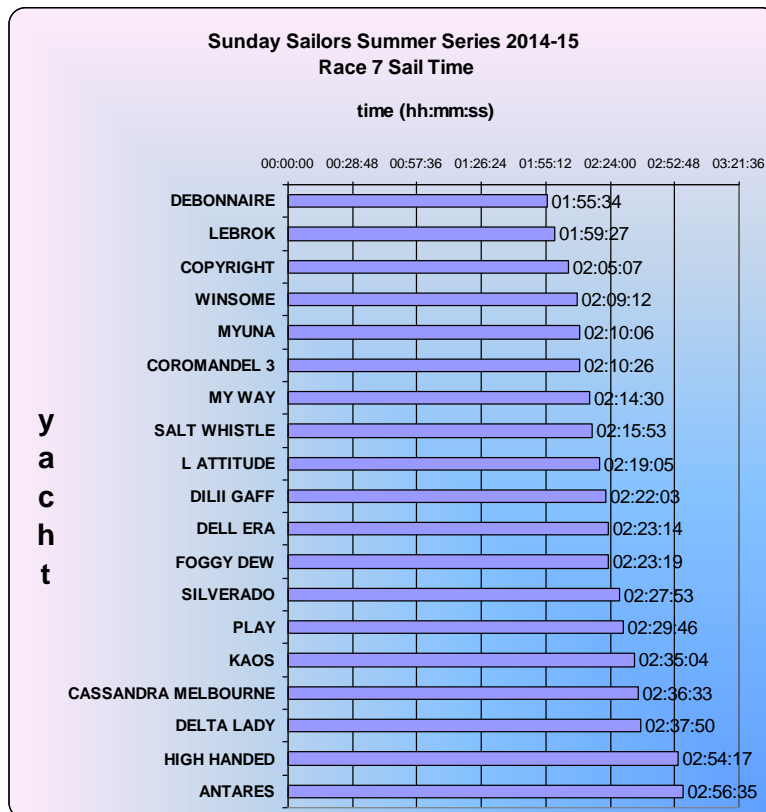 Sunday Sailors Summer Series 2014-15
Race 7 Sail Time
time (hh:mm:ss)
00:00:00 00:28:48 00:57:36 01:26:24 01:55:12 02:24:00 02:52:48 03:21:36
DEBONNAIRE 01:55:34
LEBROK 01:59:27
COPYRIGHT 02:05:07
WINSOME 02:09:12
MYUNA 02:10:06
COROMANDEL 3 02:10:26
MY WAY 02:14:30
SALT WHISTLE 02:15:53
L ATTITUDE 02:19:05
DILII GAFF 02:22:03
DELL ERA 02:23:14
FOGGY DEW 02:23:19
SILVERADO 02:27:53
PLAY 02:29:46
KAOS 02:35:04
CASSANDRA MELBOURNE 02:36:33
DELTA LADY 02:37:50
HIGH HANDED 02:54:17
ANTARES 02:56:35
yacht